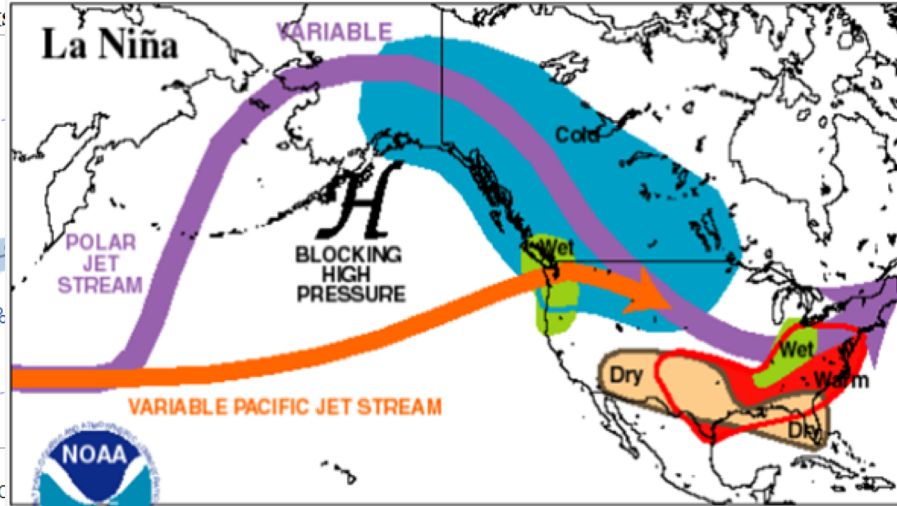 La Niña
VARIABLE
Cold
H
POLAR
JET
STREAM
BLOCKING
HIGH
PRESSURE
Wet
Wet
Dry
Warm
VARIABLE PACIFIC JET STREAM
Dry
NOAA